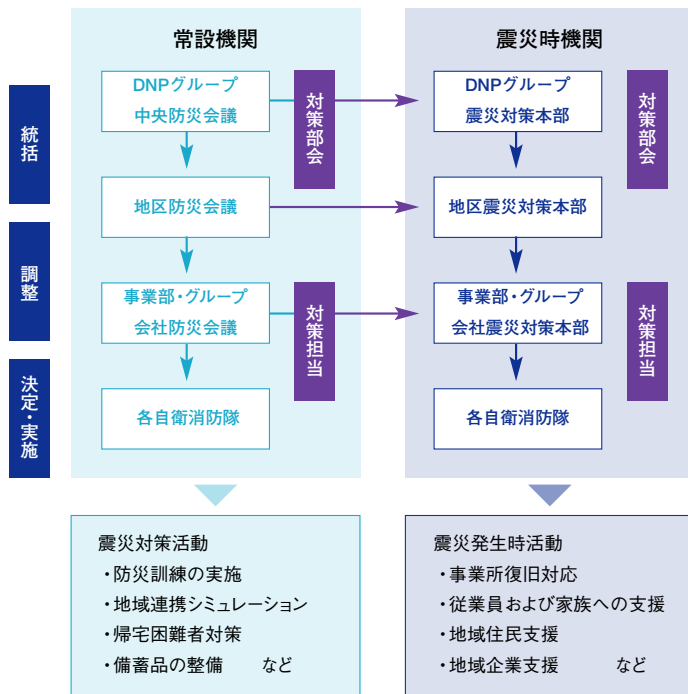 常設機関
震災時機関
統括
調整
決定・実施
DNPグループ
中央防災会議
対策部会
地区防災会議
事業部・グループ
会社防災会議
対策担当
各自衛消防隊
DNPグループ
震災対策本部
対策部会
地区震災対策本部
事業部・グループ
会社震災対策本部
対策担当
各自衛消防隊
震災対策活動
・防災訓練の実施
・地域連携シミュレーション
・帰宅困難者対策
・備蓄品の整備　など
震災発生時活動
・事業所復旧対応
・従業員および家族への支援
・地域住民支援
・地域企業支援　など